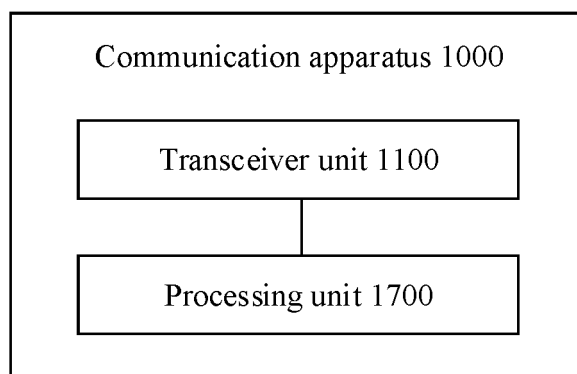 Communication apparatus 1000
Transceiver unit 1100
Processing unit 1700